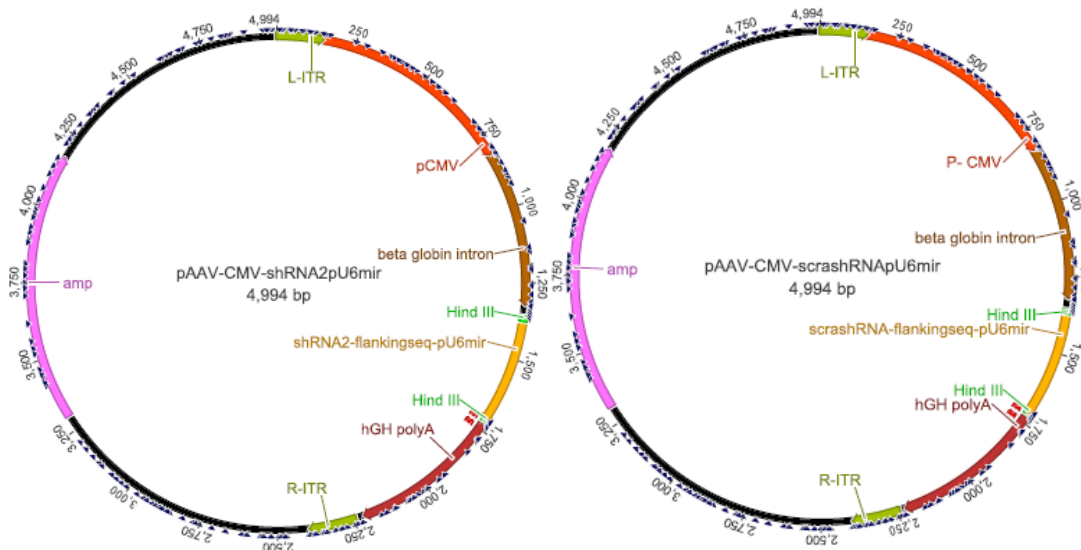 4,994
250
500
750
1,000
1,250
1,500
1,750
2,000
2,250
2,500
2,750
3,000
3,250
3,500
3,750
4,000
4,250
4,500
4,750
L-ITR
pCMV
beta globin intron
Hind III
shRNA2-flankingseq-pU6mir
Hind III
hGH polyA
R-ITR
amp
pAAV-CMV-shRNA2pU6mir
4,994 bp
4,994
250
500
750
1,000
1,250
1,500
1,750
2,000
2,250
2,500
2,750
3,000
3,250
3,500
3,750
4,000
4,250
4,500
4,750
L-ITR
P- CMV
beta globin intron
Hind III
scrashRNA-flankingseq-pU6mir
Hind III
hGH polyA
R-ITR
amp
pAAV-CMV-scrashRNApU6mir
4,994 bp